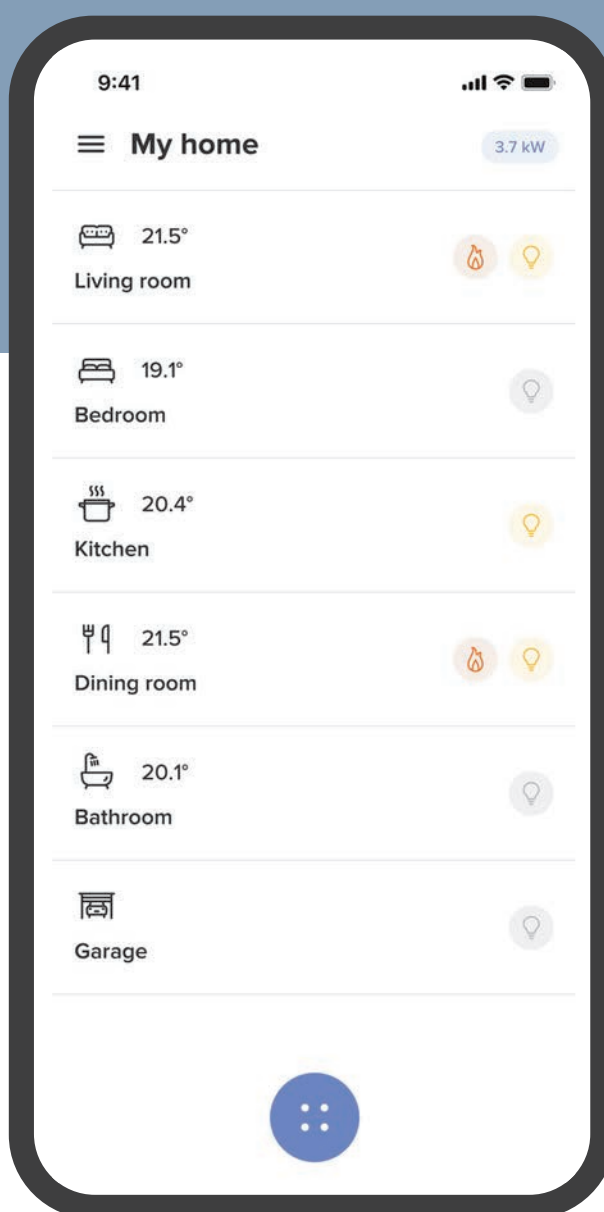 9:41
My home
3.7 kW
21.5°
Living room
19.1°
Bedroom
20.4°
Kitchen
21.5°
Dining room
20.1°
Bathroom
Garage